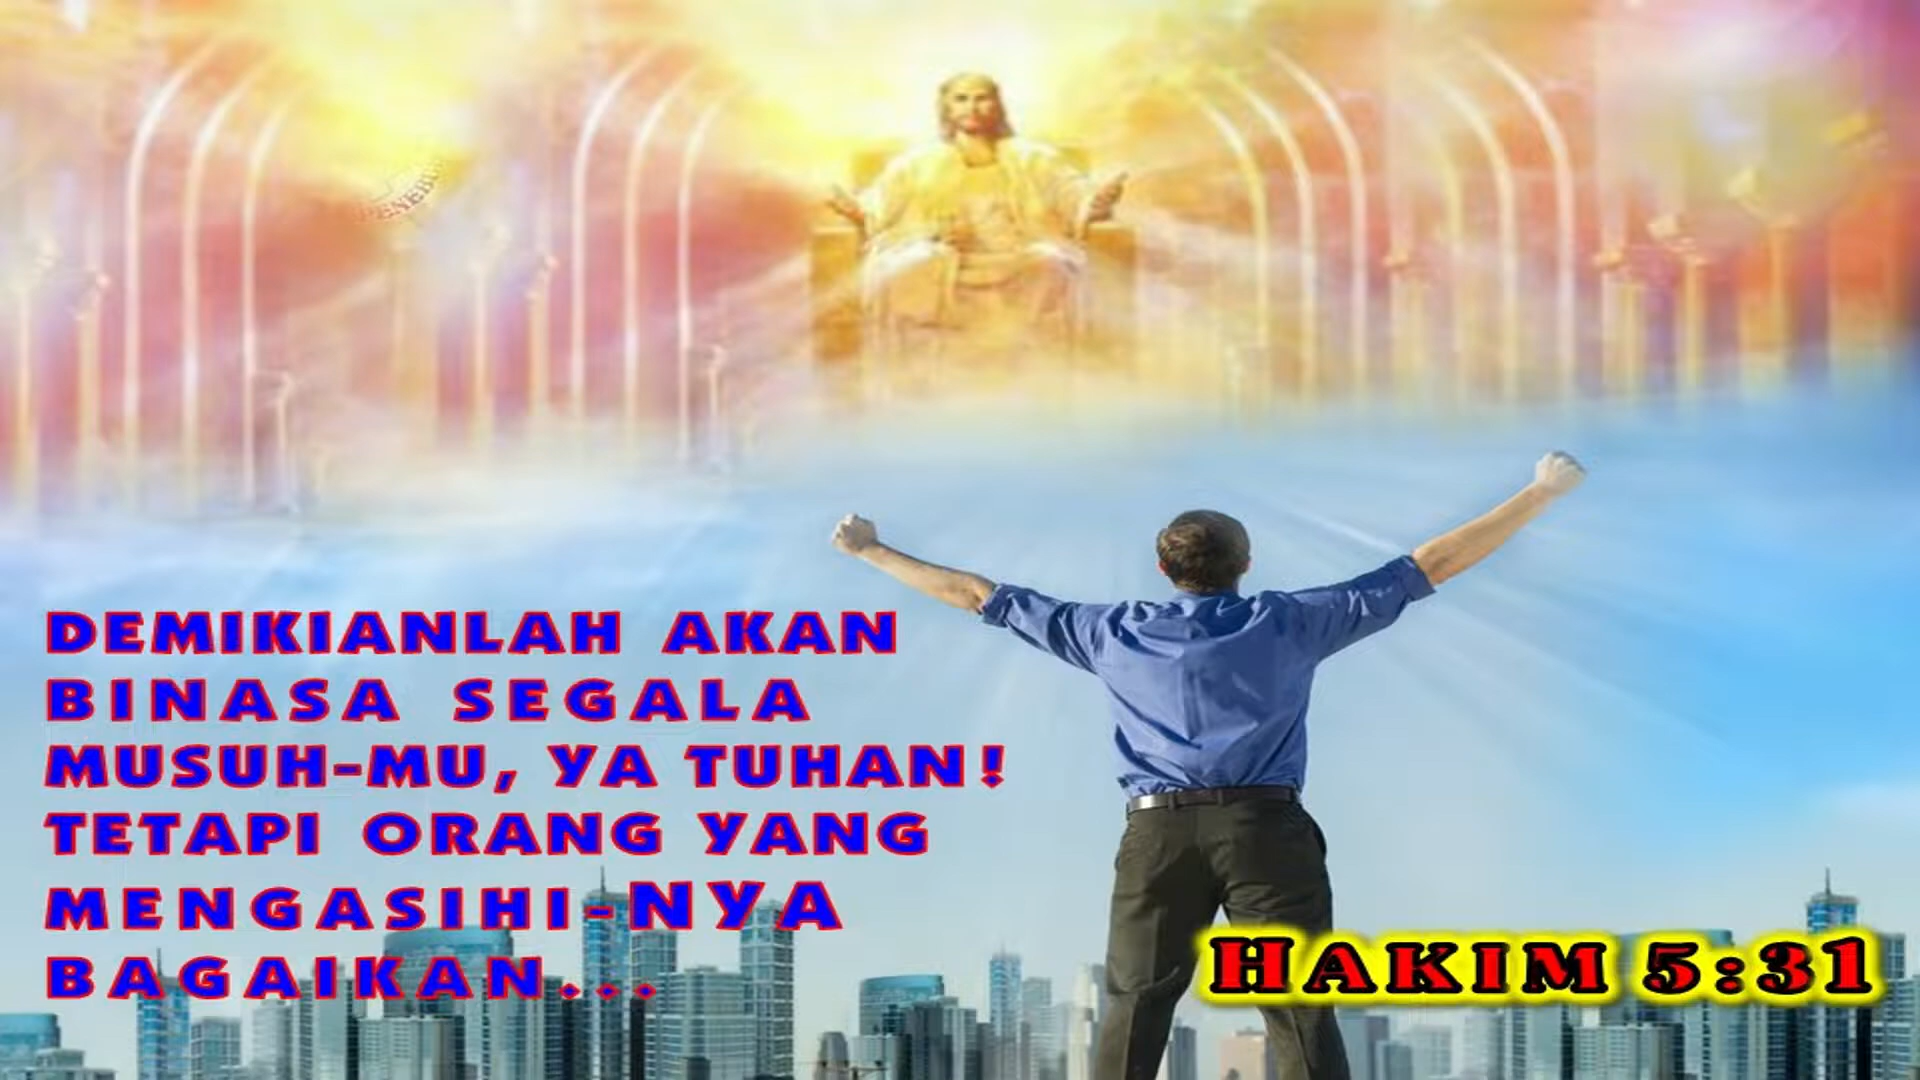 DEMIKIANLAH AKAN
BINASA SEGALA
MUSUH-MU, YA TUHAN!
TETAPI ORANG YANG
MENGASIHI-NYA
BAGAIKAN...
HAKIM 5:31